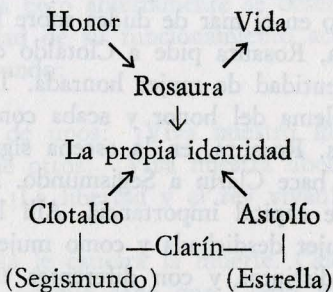 Honor Vida
Rosaura
La propia identidad
Clotaldo Astolfo
Clarín
(Segismundo) (Estrella)